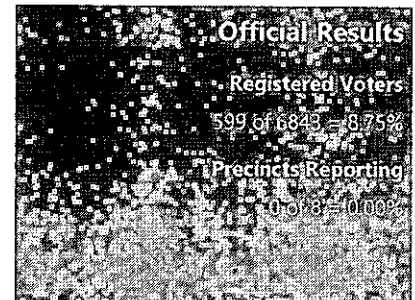 Official Results
Registered Voters
599 of 6843 = 8.75%
Precincts Reporting
0 of 8 = 0.00%